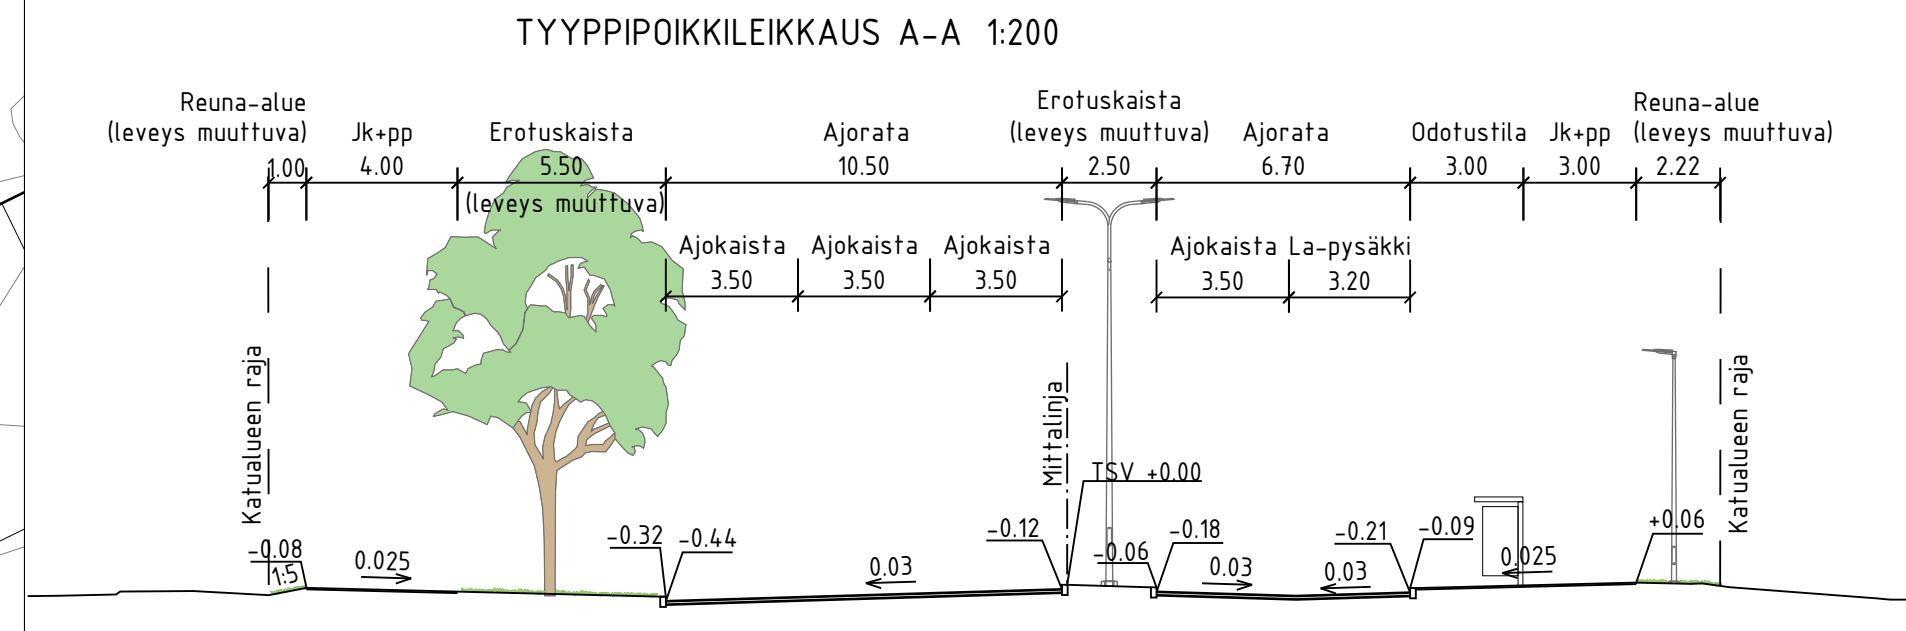 TYYPPIPOIKKILEIKKAUS A-A 1:200
Reuna-alue
(leveys muuttuva)
1.00
Jk+pp
4.00
Erotuskaista
5.50
(leveys muuttuva)
Ajorata
10.50
Erotuskaista
(leveys muuttuva)
2.50
Ajorata
6.70
Odotustila
3.00
Jk+pp
3.00
Reuna-alue
(leveys muuttuva)
2.22
Ajokaista
3.50
Ajokaista
3.50
Ajokaista
3.50
Ajokaista
3.50
La-pysäkki
3.20
Katualueen raja
Mittalinja
Katualueen raja
TSV +0.00
-0.08
1:5
0.025
-0.32
-0.44
0.03
-0.12
-0.06
-0.18
0.03
0.03
-0.21
-0.09
0.025
+0.06